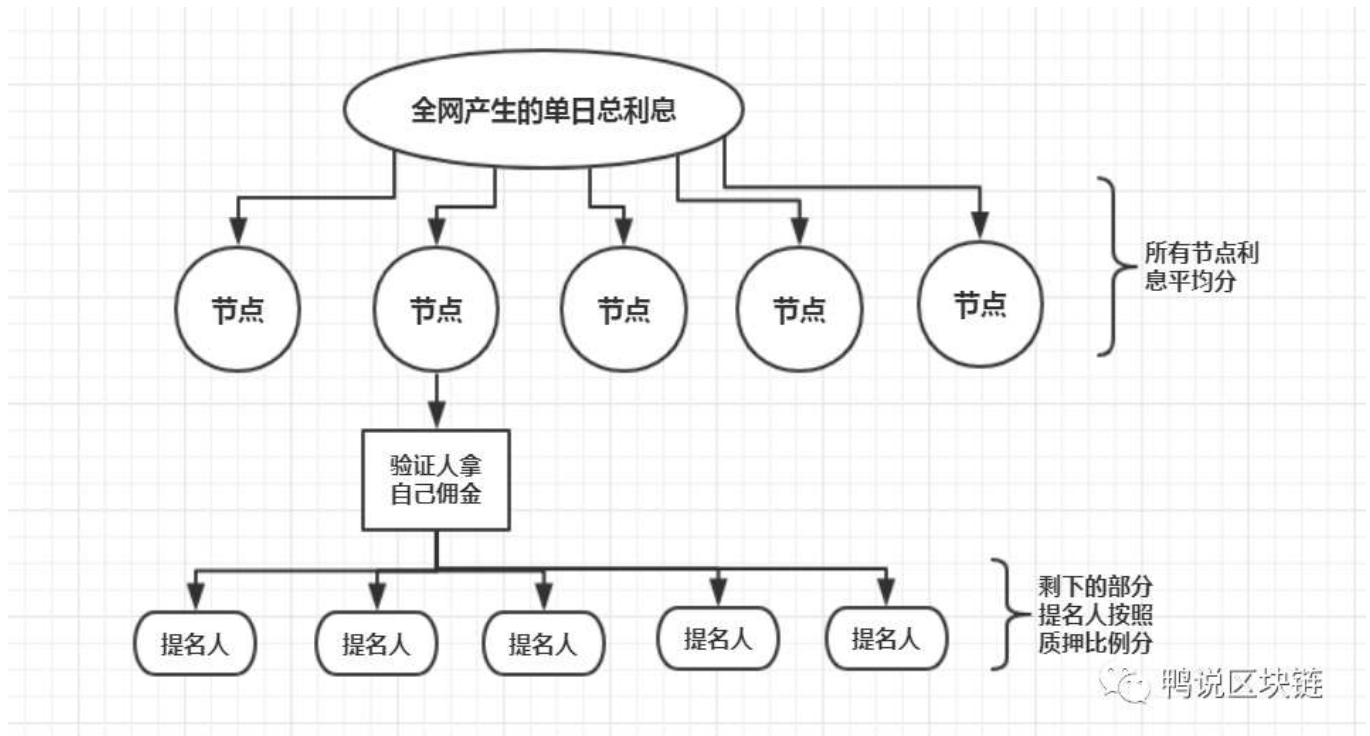 全网产生的单日总利息
所有节点利
息平均分
节点
节点
节点
节点
节点
验证人拿
自己佣金
剩下的部分
提名人按照
质押比例分
提名人
提名人
提名人
提名人
提名人
鸭说区块链